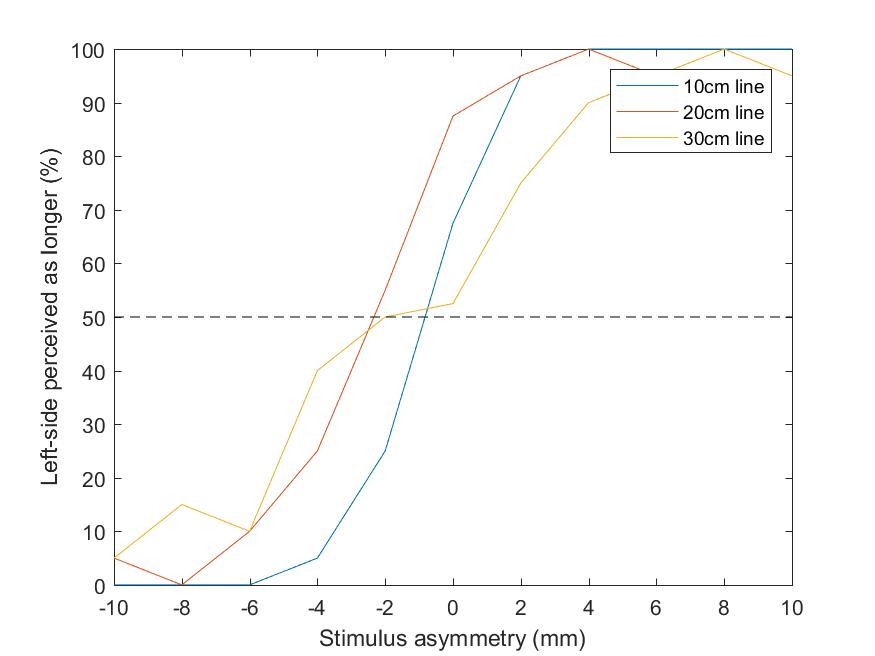 100
90
80
70
60
50
40
30
20
10
0
Left-side perceived as longer (%)
10cm line
20cm line
30cm line
-10 -8 -6 -4 -2 0 2 4 6 8 10
Stimulus asymmetry (mm)